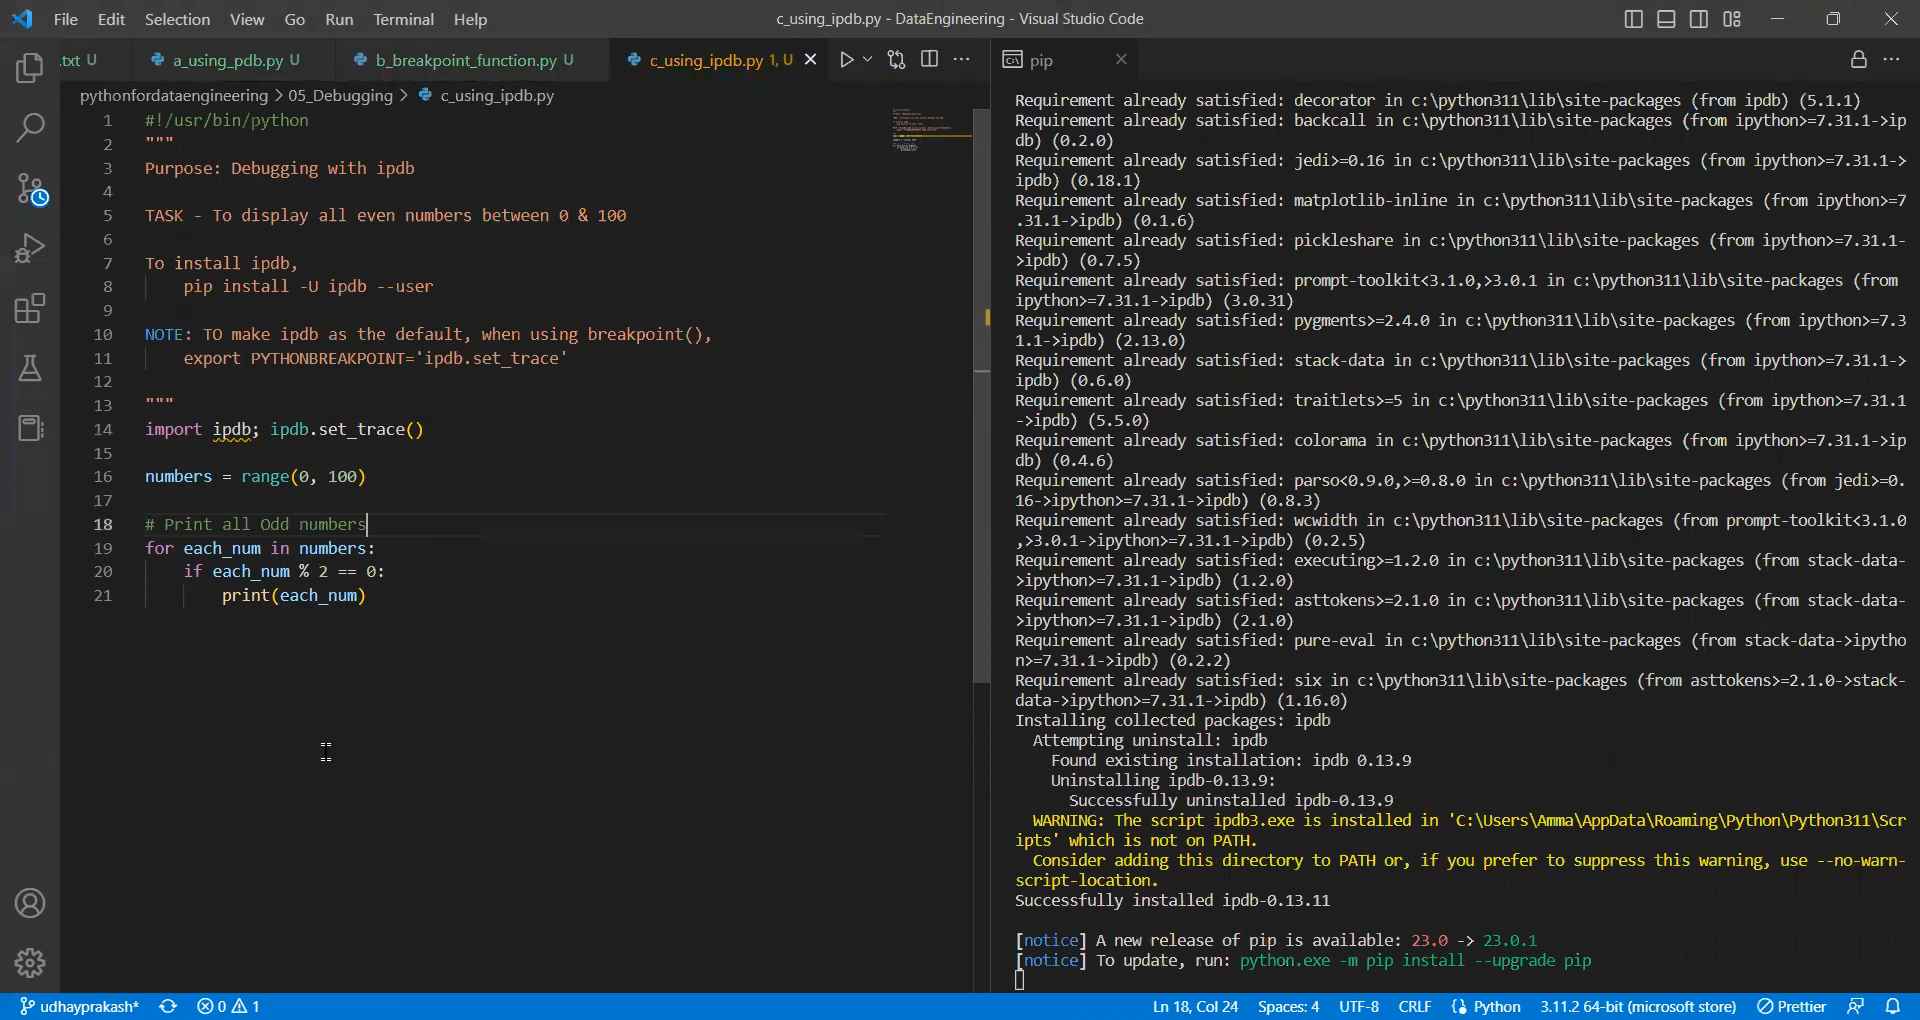 File Edit Selection View Go Run Terminal Help
c_using_ipdb.py - DataEngineering - Visual Studio Code
.txt U
a_using_pdb.py U
b_breakpoint_function.py U
c_using_ipdb.py 1, U
pip
pythonfordataengineering > 05_Debugging > c_using_ipdb.py
1 #!/usr/bin/python
2 """
3 Purpose: Debugging with ipdb
4
5 TASK - To display all even numbers between 0 & 100
6
7 To install ipdb,
8 pip install -U ipdb --user
9
10 NOTE: TO make ipdb as the default, when using breakpoint(),
11 export PYTHONBREAKPOINT='ipdb.set_trace'
12
13 """
14 import ipdb; ipdb.set_trace()
15
16 numbers = range(0, 100)
17
18 # Print all Odd numbers
19 for each_num in numbers:
20 if each_num % 2 == 0:
21 print(each_num)
Requirement already satisfied: decorator in c:\python311\lib\site-packages (from ipdb) (5.1.1)
Requirement already satisfied: backcall in c:\python311\lib\site-packages (from ipython>=7.31.1->ip
db) (0.2.0)
Requirement already satisfied: jedi>=0.16 in c:\python311\lib\site-packages (from ipython>=7.31.1->
ipdb) (0.18.1)
Requirement already satisfied: matplotlib-inline in c:\python311\lib\site-packages (from ipython>=7
.31.1->ipdb) (0.1.6)
Requirement already satisfied: pickleshare in c:\python311\lib\site-packages (from ipython>=7.31.1-
>ipdb) (0.7.5)
Requirement already satisfied: prompt-toolkit<3.1.0,>3.0.1 in c:\python311\lib\site-packages (from
ipython>=7.31.1->ipdb) (3.0.31)
Requirement already satisfied: pygments>=2.4.0 in c:\python311\lib\site-packages (from ipython>=7.3
1.1->ipdb) (2.13.0)
Requirement already satisfied: stack-data in c:\python311\lib\site-packages (from ipython>=7.31.1->
ipdb) (0.6.0)
Requirement already satisfied: traitlets>=5 in c:\python311\lib\site-packages (from ipython>=7.31.1
->ipdb) (5.5.0)
Requirement already satisfied: colorama in c:\python311\lib\site-packages (from ipython>=7.31.1->ip
db) (0.4.6)
Requirement already satisfied: parso<0.9.0,>=0.8.0 in c:\python311\lib\site-packages (from jedi>=0.
16->ipython>=7.31.1->ipdb) (0.8.3)
Requirement already satisfied: wcwidth in c:\python311\lib\site-packages (from prompt-toolkit<3.1.0
,>3.0.1->ipython>=7.31.1->ipdb) (0.2.5)
Requirement already satisfied: executing>=1.2.0 in c:\python311\lib\site-packages (from stack-data-
>ipython>=7.31.1->ipdb) (1.2.0)
Requirement already satisfied: asttokens>=2.1.0 in c:\python311\lib\site-packages (from stack-data-
>ipython>=7.31.1->ipdb) (2.1.0)
Requirement already satisfied: pure-eval in c:\python311\lib\site-packages (from stack-data->ipytho
n>=7.31.1->ipdb) (0.2.2)
Requirement already satisfied: six in c:\python311\lib\site-packages (from asttokens>=2.1.0->stack-
data->ipython>=7.31.1->ipdb) (1.16.0)
Installing collected packages: ipdb
Attempting uninstall: ipdb
Found existing installation: ipdb 0.13.9
Uninstalling ipdb-0.13.9:
Successfully uninstalled ipdb-0.13.9
WARNING: The script ipdb3.exe is installed in 'C:\Users\Amma\AppData\Roaming\Python\Python311\Scr
ipts' which is not on PATH.
Consider adding this directory to PATH or, if you prefer to suppress this warning, use --no-warn-
script-location.
Successfully installed ipdb-0.13.11
[notice] A new release of pip is available: 23.0 -> 23.0.1
[notice] To update, run: python.exe -m pip install --upgrade pip
udhayprakash* 0 1 Ln 18, Col 24 Spaces: 4 UTF-8 CRLF Python 3.11.2 64-bit (microsoft store) Prettier